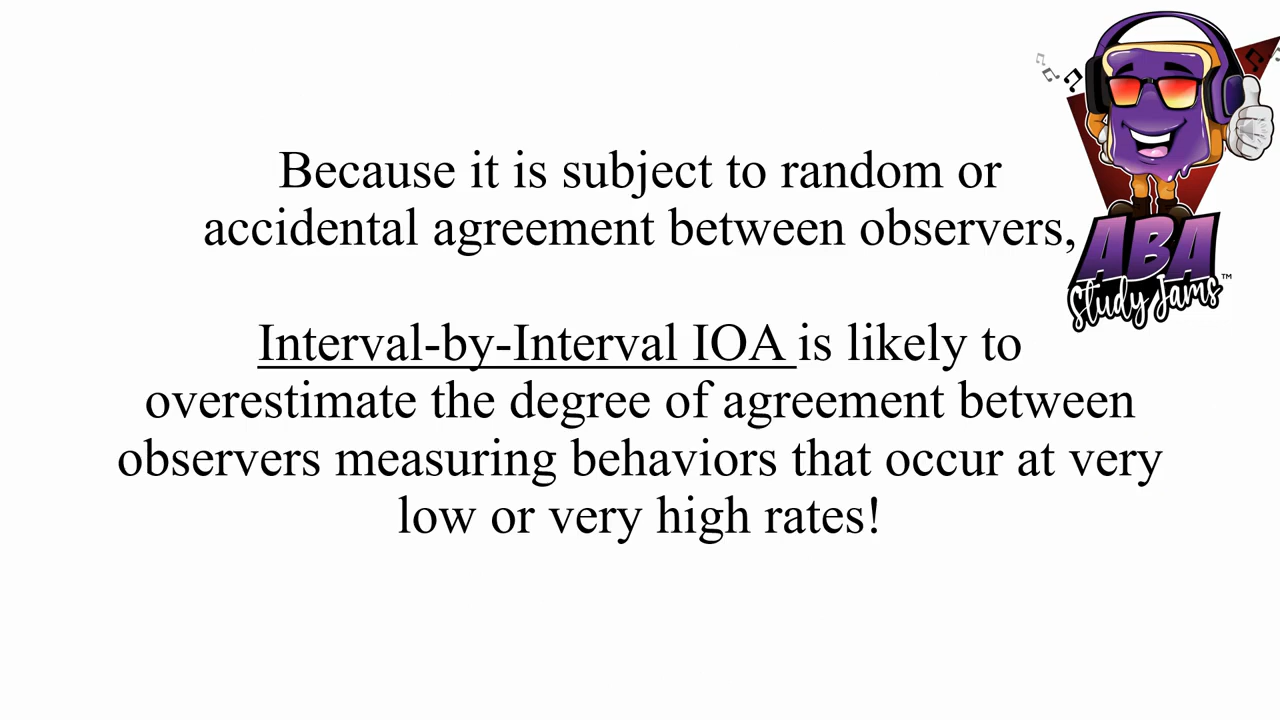 Because it is subject to random or
accidental agreement between observers,
Interval-by-Interval IOA is likely to
overestimate the degree of agreement between
observers measuring behaviors that occur at very
low or very high rates!
ABA
Study Jams™